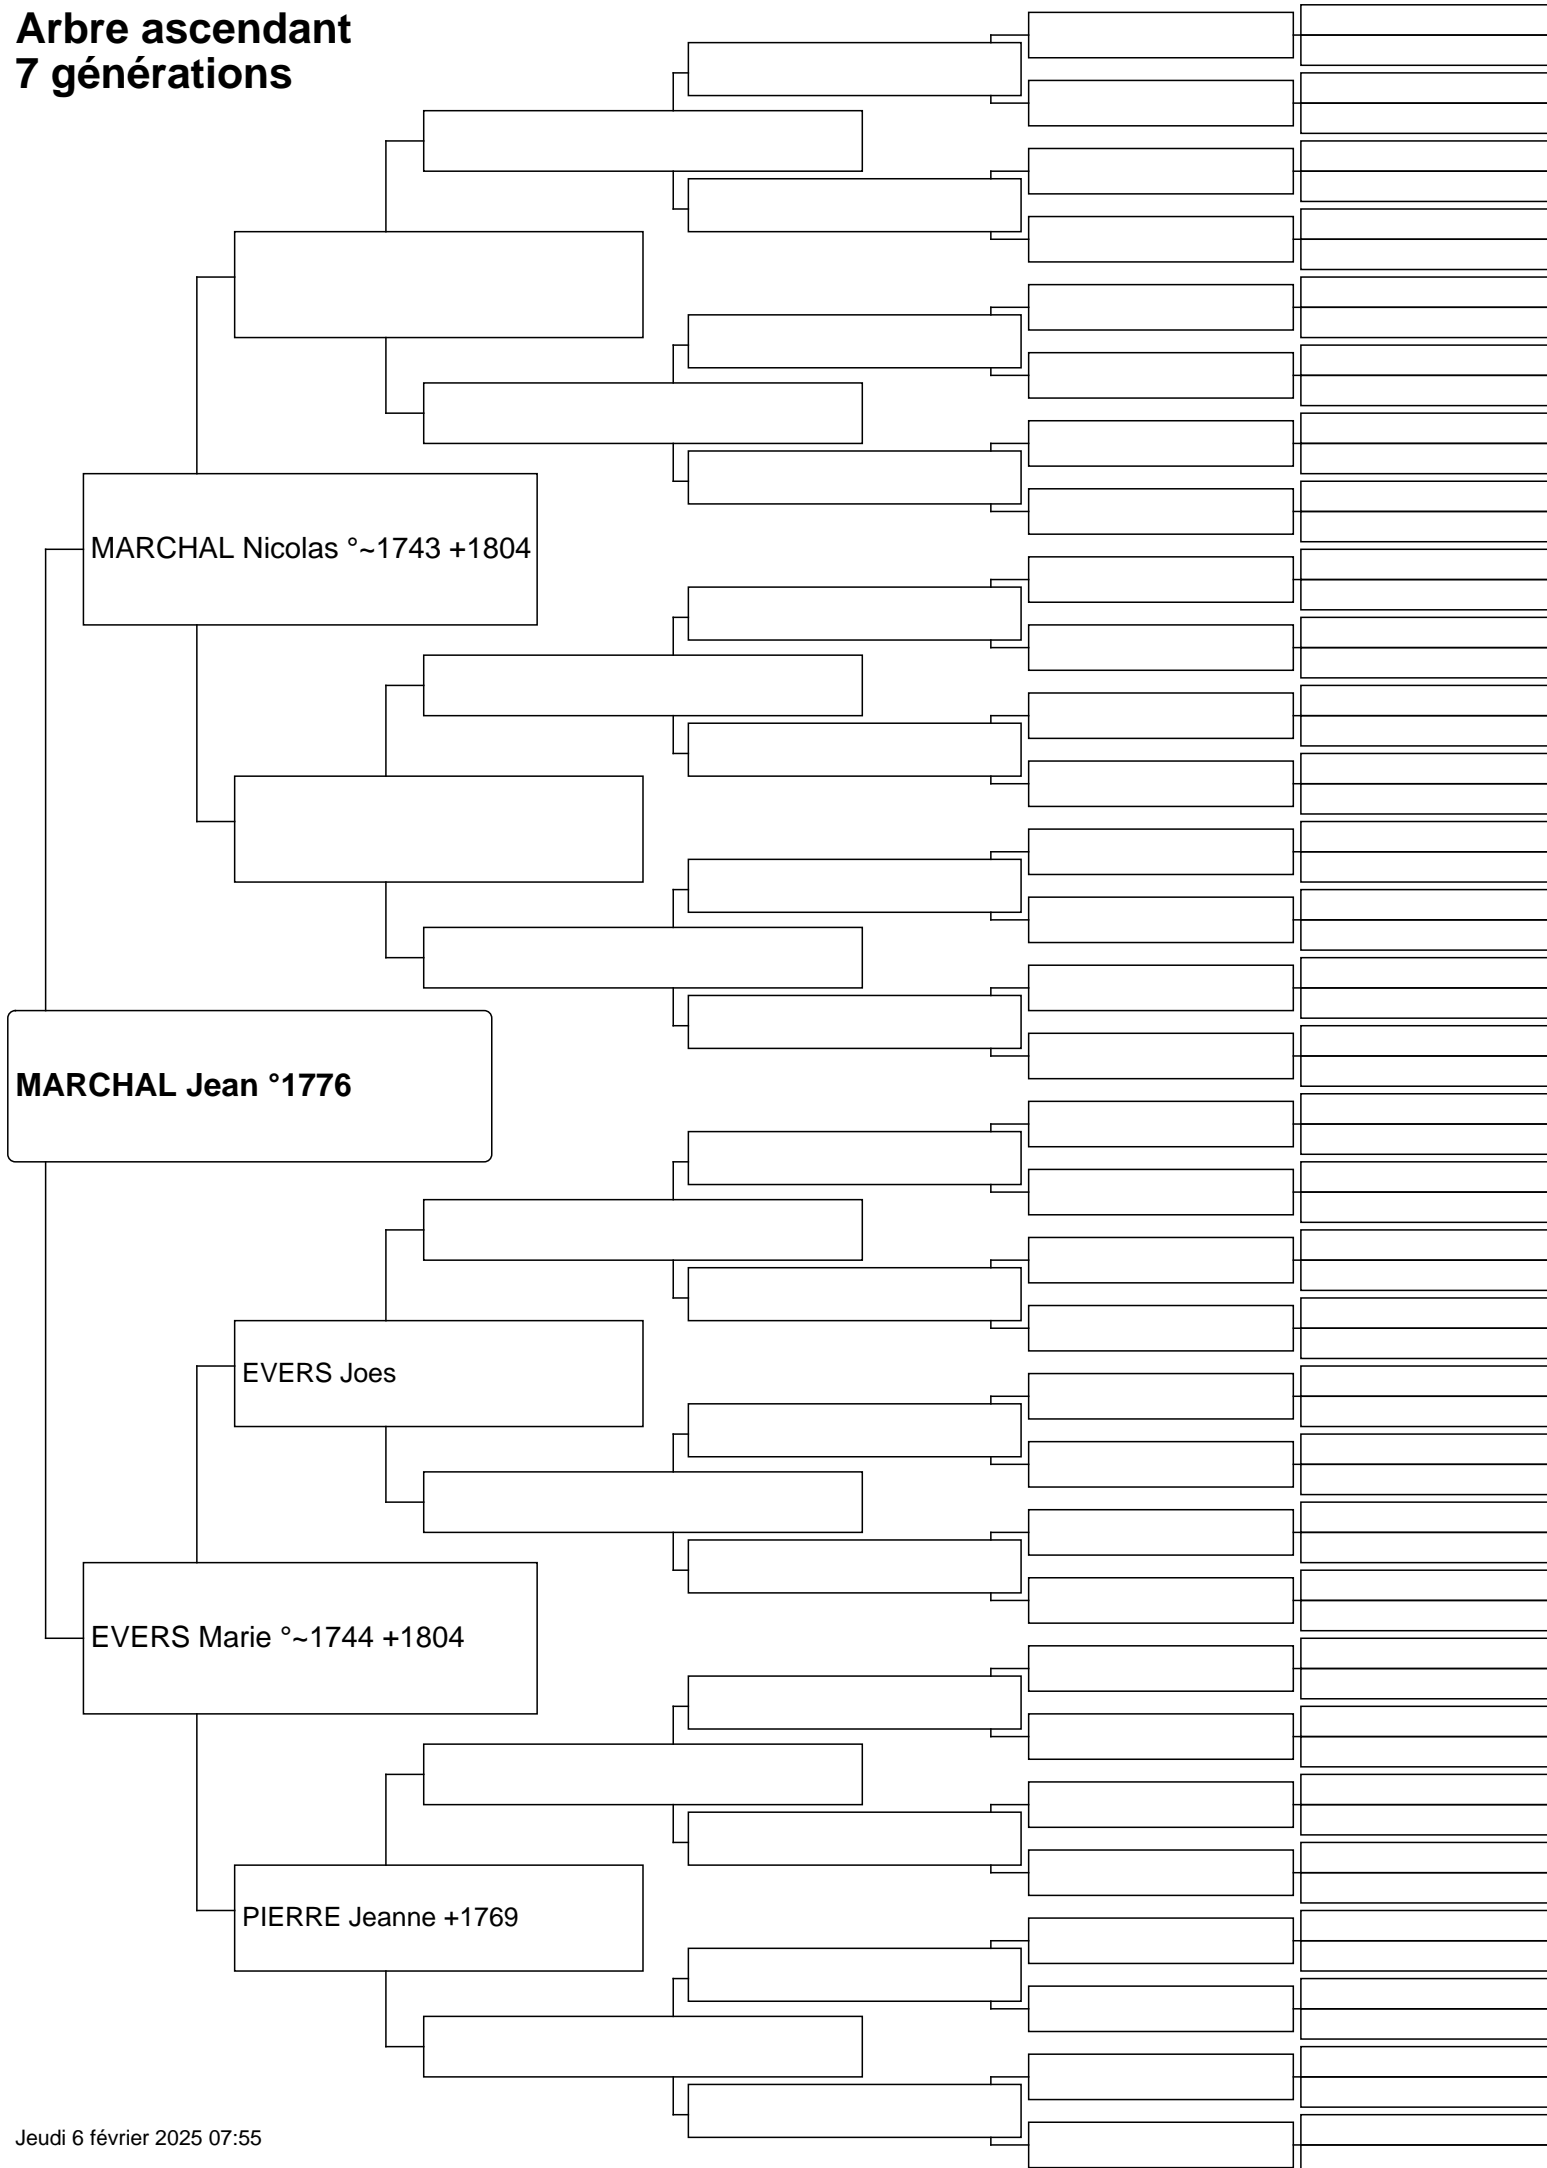 Arbre ascendant
7 générations
MARCHAL Nicolas °~1743 +1804
MARCHAL Jean °1776
EVERS Joes
EVERS Marie °~1744 +1804
PIERRE Jeanne +1769
Jeudi 6 février 2025 07:55